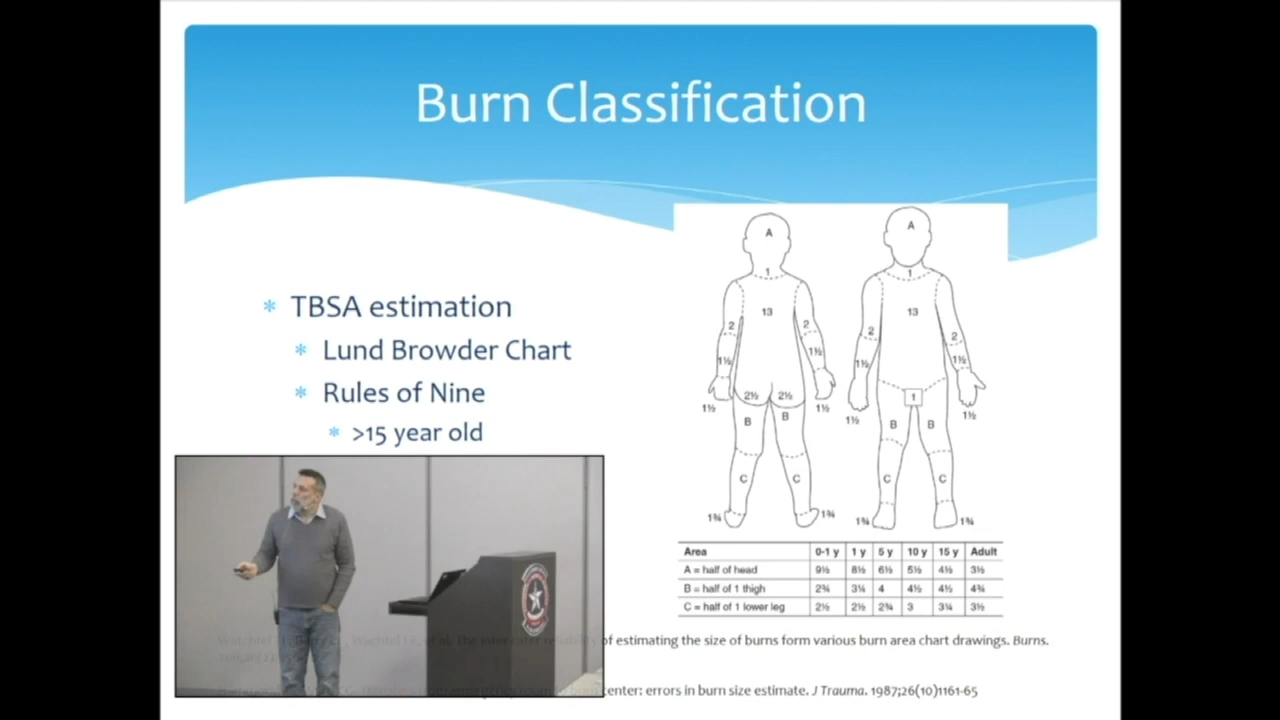 Burn Classification
* TBSA estimation
* Lund Browder Chart
* Rules of Nine
* >15 year old
A A
1 1
13 13
2 2 2 2
1½ 1½ 1½ 1½
2½ 2½ 1
1½ 1½ 1½ 1½
B B B B
C C C C
1¾ 1¾ 1¾ 1¾
Area 0-1 y 1 y 5 y 10 y 15 y Adult
A = half of head 9½ 8½ 6½ 5½ 4½ 3½
B = half of 1 thigh 2¾ 3¼ 4 4½ 4½ 4¾
C = half of 1 lower leg 2½ 2½ 2¾ 3 3¼ 3½
of estimating the size of burns form various burn area chart drawings. Burns.
center: errors in burn size estimate. J Trauma. 1987;26(10)1161-65